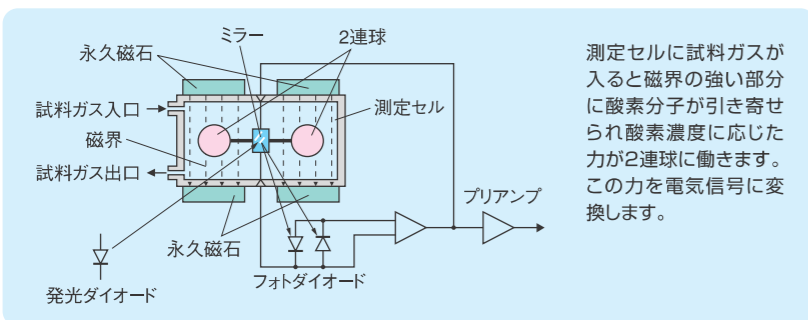 ミラー
2連球
永久磁石
試料ガス入口
測定セル
磁界
試料ガス出口
永久磁石
プリアンプ
フォトダイオード
発光ダイオード
測定セルに試料ガスが
入ると磁界の強い部分
に酸素分子が引き寄せ
られ酸素濃度に応じた
力が2連球に働きます。
この力を電気信号に変
換します。